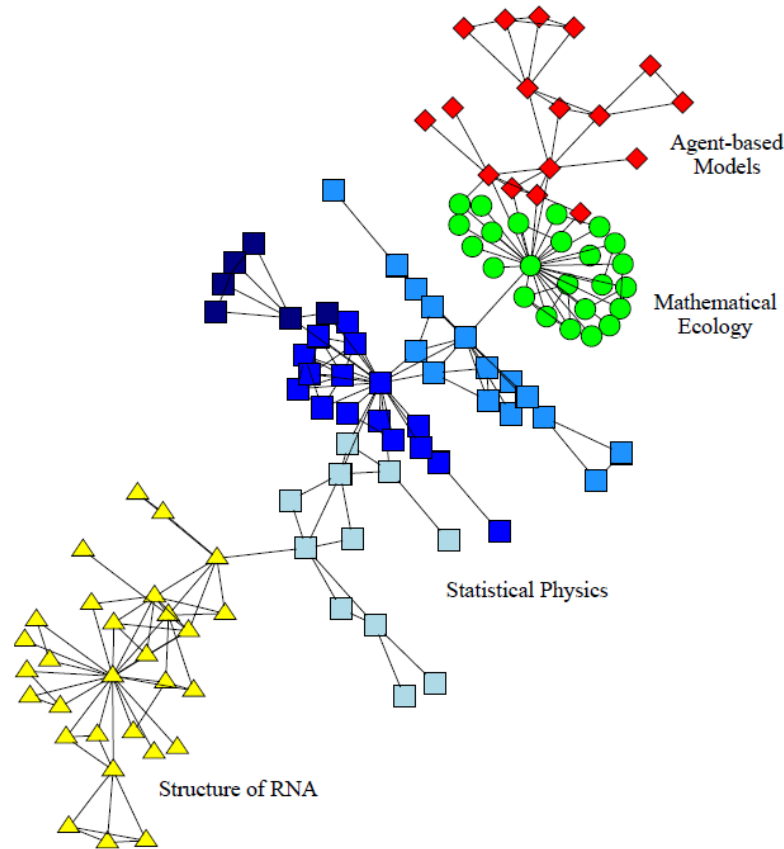 Agent-based
Models
Mathematical
Ecology
Statistical Physics
Structure of RNA